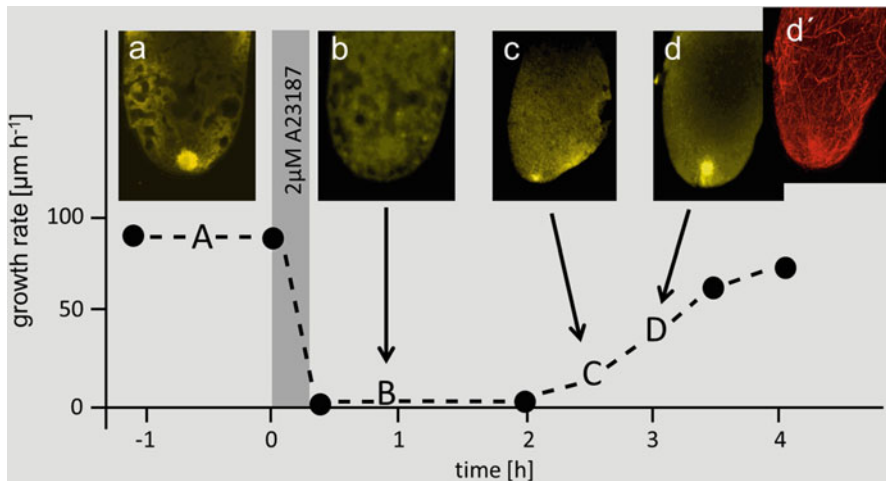 a
b
c
d
d´
2µM A23187
growth rate [µm h⁻¹]
100
50
0
A
B
C
D
-1
0
1
2
3
4
time [h]